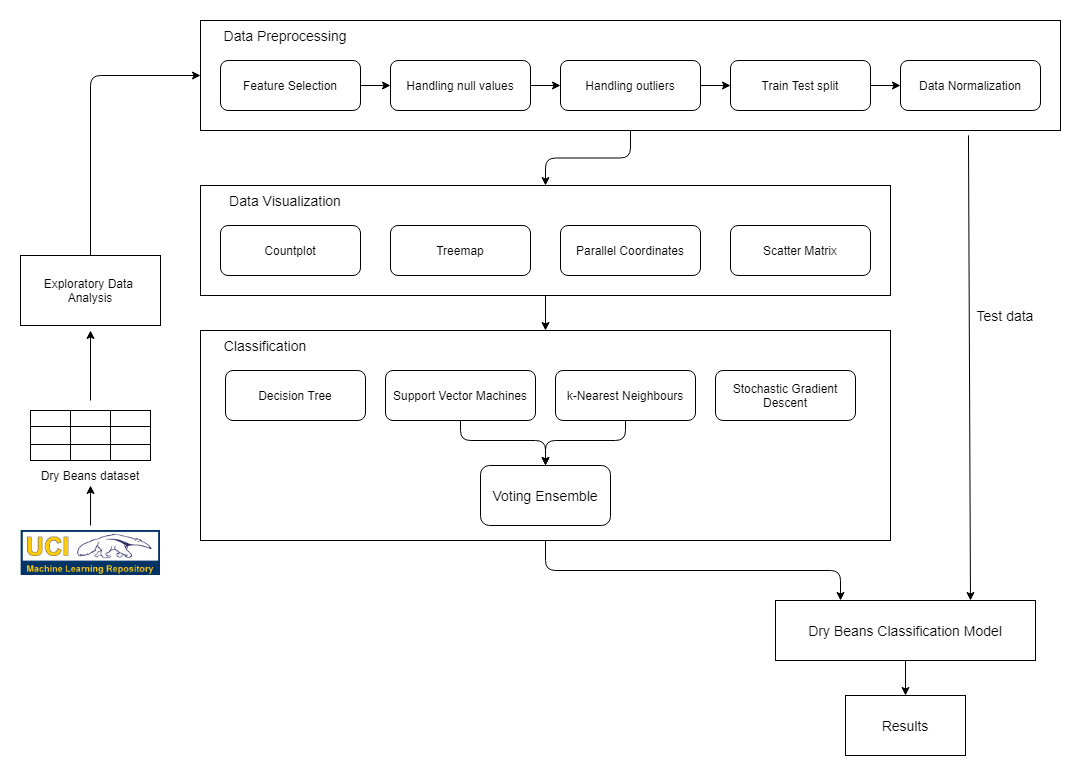 Data Preprocessing
Feature Selection
Handling null values
Handling outliers
Train Test split
Data Normalization
Data Visualization
Countplot
Treemap
Parallel Coordinates
Scatter Matrix
Exploratory Data
Analysis
Test data
Classification
Decision Tree
Support Vector Machines
k-Nearest Neighbours
Stochastic Gradient
Descent
Voting Ensemble
Dry Beans dataset
UCI
Machine Learning Repository
Dry Beans Classification Model
Results